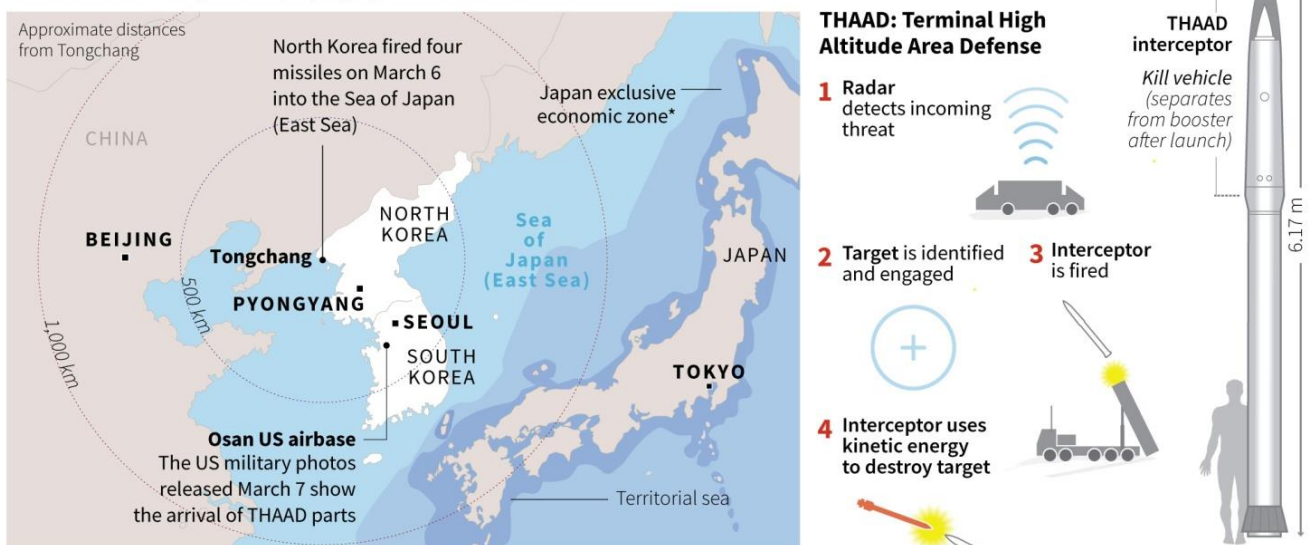 Approximate distances
from Tongchang
North Korea fired four
missiles on March 6
into the Sea of Japan
(East Sea)
Japan exclusive
economic zone*
CHINA
NORTH
KOREA
BEIJING
Tongchang
Sea
of
Japan
(East Sea)
JAPAN
PYONGYANG
500 km
1,000 km
SEOUL
SOUTH
KOREA
TOKYO
Osan US airbase
The US military photos
released March 7 show
the arrival of THAAD parts
Territorial sea
THAAD: Terminal High
Altitude Area Defense
1 Radar
detects incoming
threat
2 Target is identified
and engaged
3 Interceptor
is fired
4 Interceptor uses
kinetic energy
to destroy target
THAAD
interceptor
Kill vehicle
(separates
from booster
after launch)
6.17 m